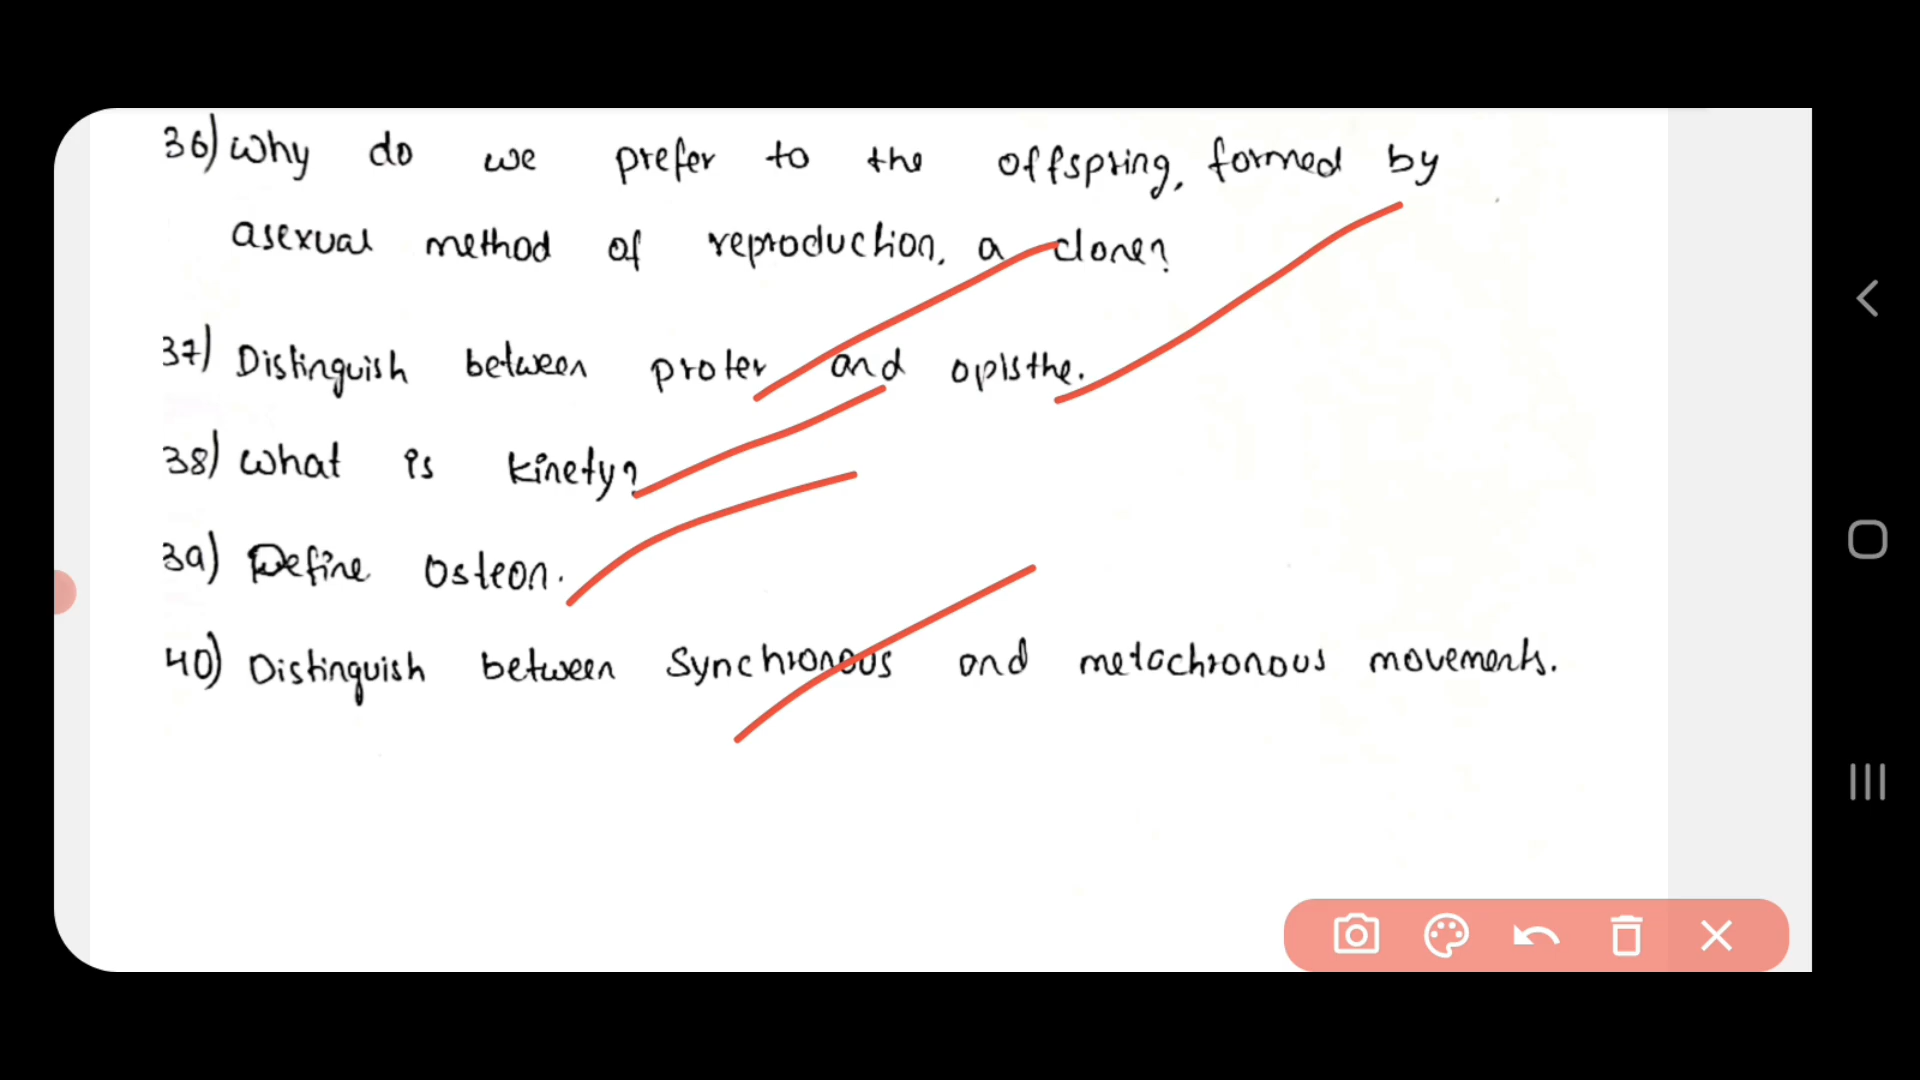 36) Why do we prefer to the offspring, formed by
asexual method of reproduction, a clone?
37) Distinguish between proter and opisthe.
38) What is kinety?
39) Define Osteon.
40) Distinguish between Synchronous and metachronous movements.